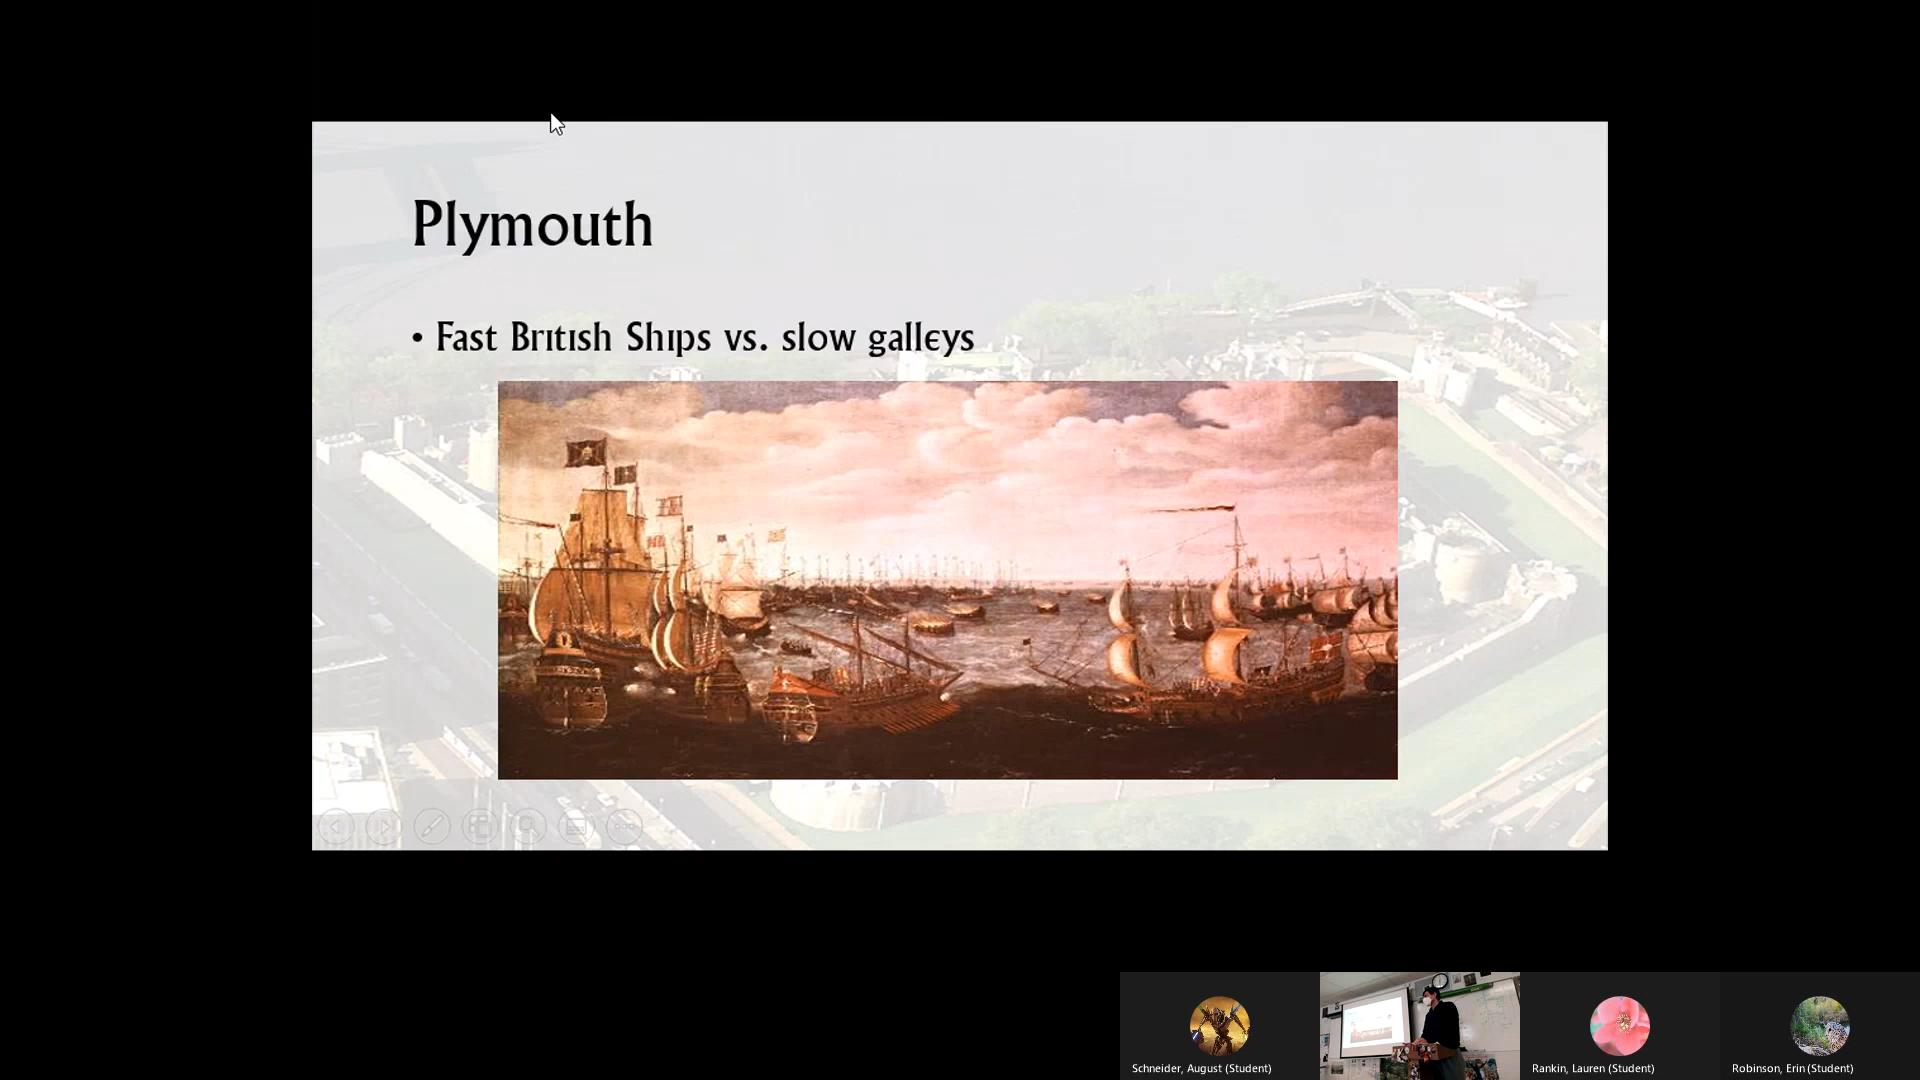 Plymouth
• Fast British Ships vs. slow galleys
Schneider, August (Student)
Rankin, Lauren (Student)
Robinson, Erin (Student)